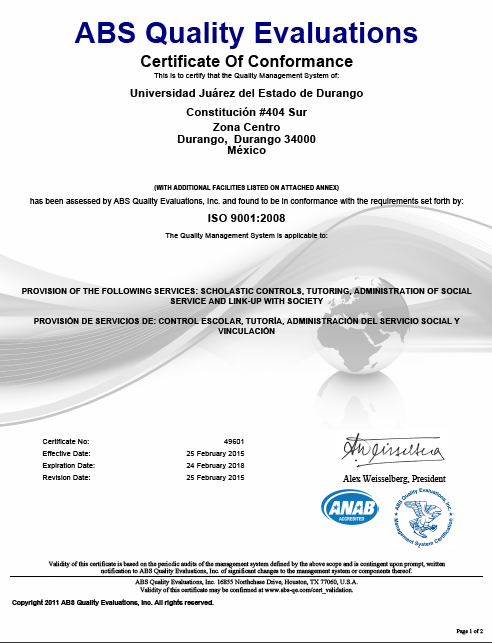 ABS Quality Evaluations
Certificate Of Conformance
This is to certify that the Quality Management System of:
Universidad Juárez del Estado de Durango
Constitución #404 Sur
Zona Centro
Durango, Durango 34000
México
(WITH ADDITIONAL FACILITIES LISTED ON ATTACHED ANNEX)
has been assessed by ABS Quality Evaluations, Inc. and found to be in conformance with the requirements set forth by:
ISO 9001:2008
The Quality Management System is applicable to:
PROVISION OF THE FOLLOWING SERVICES: SCHOLASTIC CONTROLS, TUTORING, ADMINISTRATION OF SOCIAL
SERVICE AND LINK-UP WITH SOCIETY
PROVISIÓN DE SERVICIOS DE: CONTROL ESCOLAR, TUTORÍA, ADMINISTRACIÓN DEL SERVICIO SOCIAL Y
VINCULACIÓN
Certificate No: 49601
Effective Date: 25 February 2015
Expiration Date: 24 February 2018
Revision Date: 25 February 2015
Alex Weisselberg, President
ANAB
ACCREDITED
ABS Quality Evaluations, Inc.
Management System Certification
Validity of this certificate is based on the periodic audits of the management system defined by the above scope and is contingent upon prompt, written
notification to ABS Quality Evaluations, Inc. of significant changes to the management system or components thereof.
ABS Quality Evaluations, Inc. 16855 Northchase Drive, Houston, TX 77060, U.S.A.
Validity of this certificate may be confirmed at www.abs-qe.com/cert_validation.
Copyright 2011 ABS Quality Evaluations, Inc. All rights reserved.
Page 1 of 2